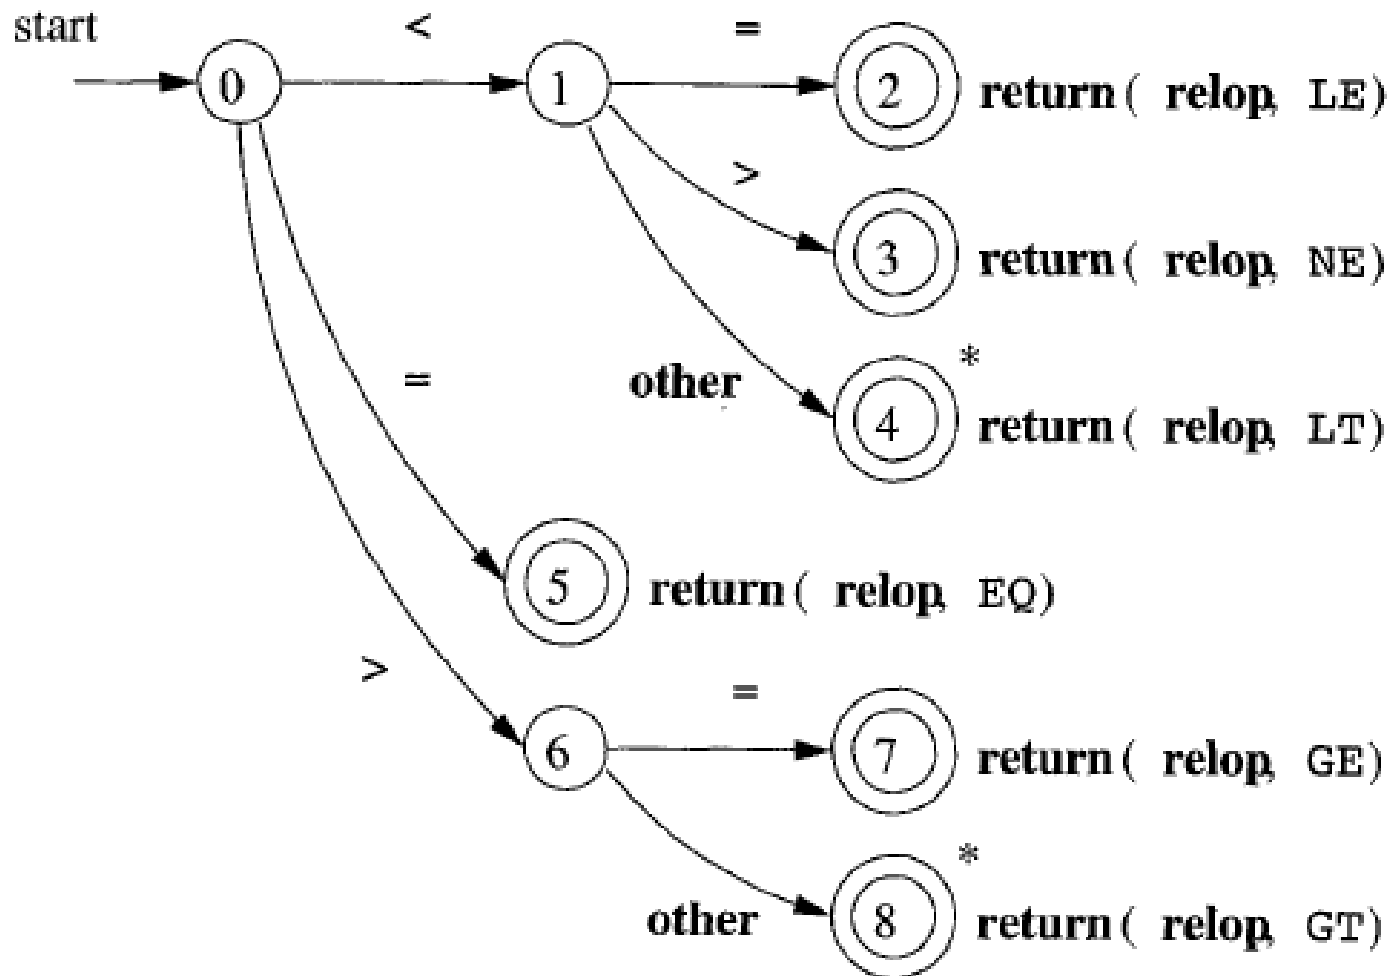 start
< =
0 1 2 return( relop, LE)
>
3 return( relop, NE)
*
= other
4 return( relop, LT)
5 return( relop, EQ)
> =
6 7 return( relop, GE)
*
other 8 return( relop, GT)